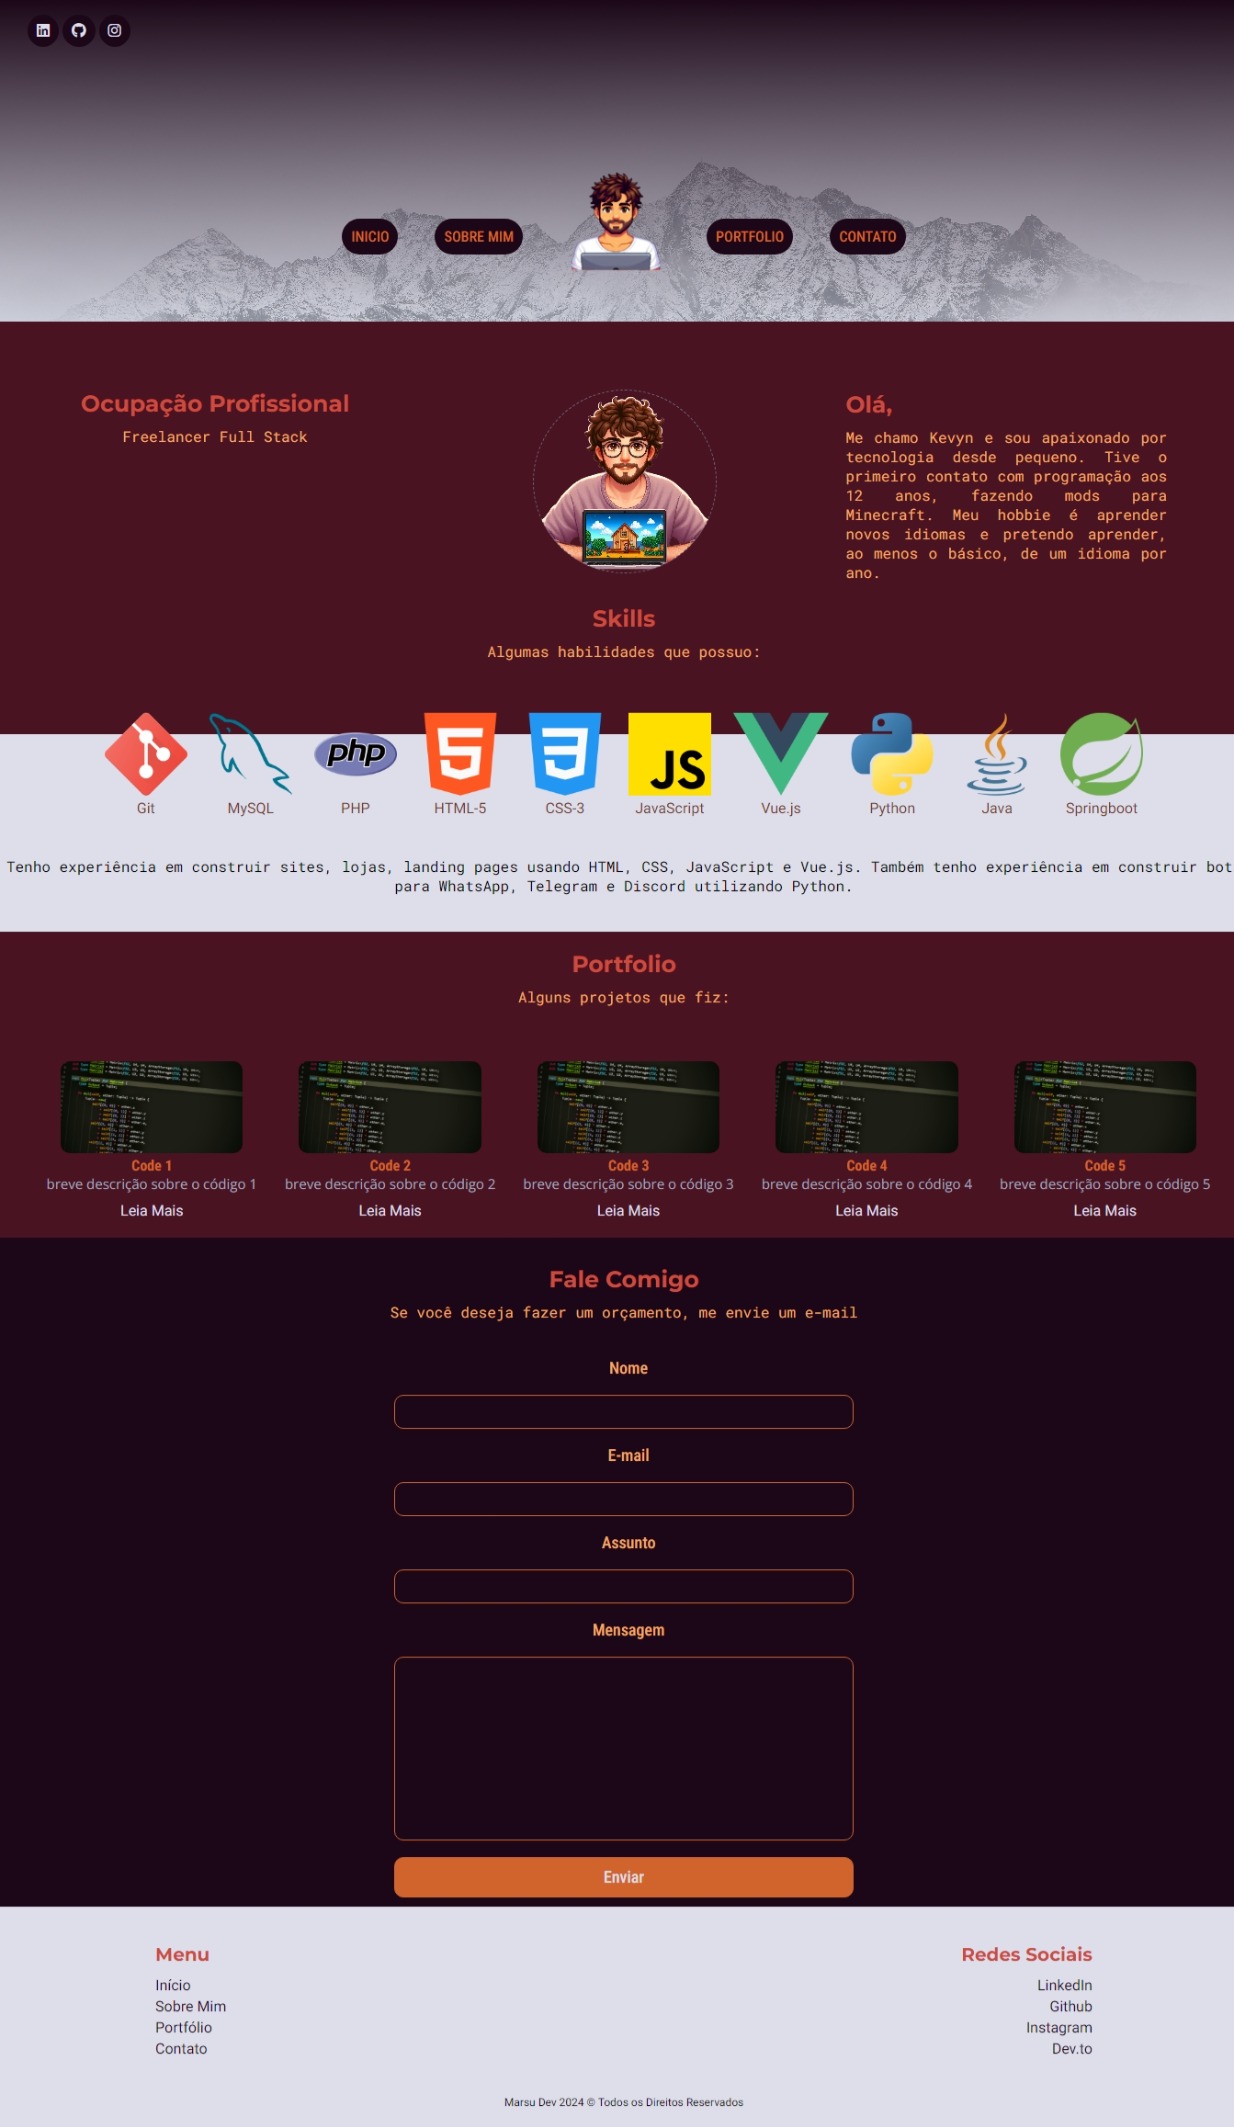 INICIO
SOBRE MIM
PORTFOLIO
CONTATO
Ocupação Profissional
Freelancer Full Stack
Olá,
Me chamo Kevyn e sou apaixonado por
tecnologia desde pequeno. Tive o
primeiro contato com programação aos
12 anos, fazendo mods para
Minecraft. Meu hobbie é aprender
novos idiomas e pretendo aprender,
ao menos o básico, de um idioma por
ano.
Skills
Algumas habilidades que possuo:
php
JS
Git
MySQL
PHP
HTML-5
CSS-3
JavaScript
Vue.js
Python
Java
Springboot
Tenho experiência em construir sites, lojas, landing pages usando HTML, CSS, JavaScript e Vue.js. Também tenho experiência em construir bot
para WhatsApp, Telegram e Discord utilizando Python.
Portfolio
Alguns projetos que fiz:
Code 1
breve descrição sobre o código 1
Leia Mais
Code 2
breve descrição sobre o código 2
Leia Mais
Code 3
breve descrição sobre o código 3
Leia Mais
Code 4
breve descrição sobre o código 4
Leia Mais
Code 5
breve descrição sobre o código 5
Leia Mais
Fale Comigo
Se você deseja fazer um orçamento, me envie um e-mail
Nome
E-mail
Assunto
Mensagem
Enviar
Menu
Início
Sobre Mim
Portfólio
Contato
Redes Sociais
LinkedIn
Github
Instagram
Dev.to
Marsu Dev 2024 © Todos os Direitos Reservados